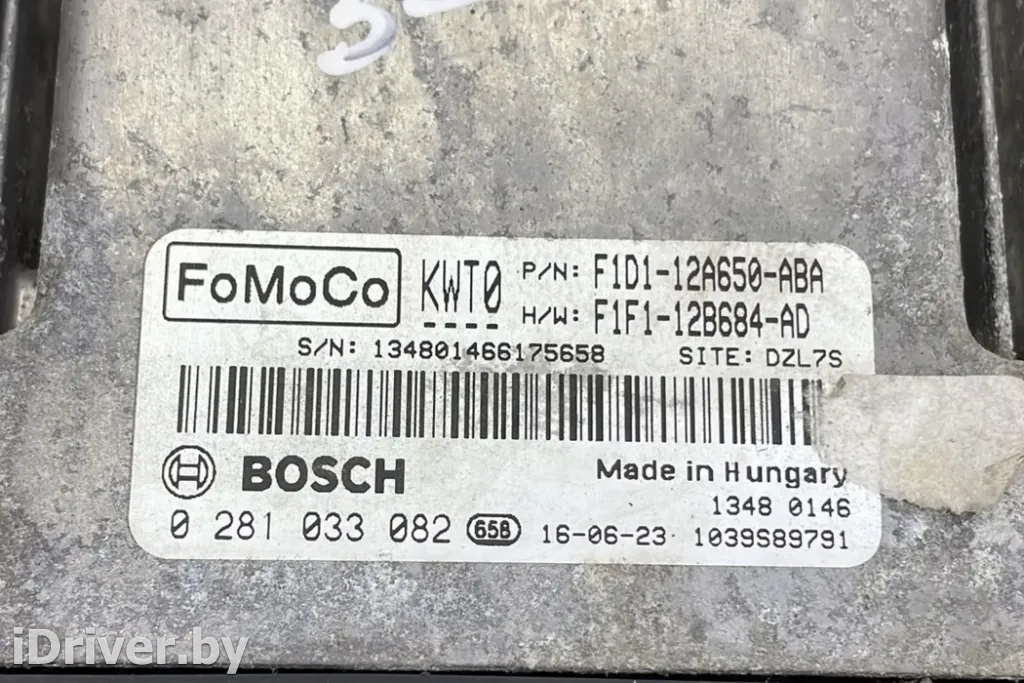 FoMoCo KWT0 P/N: F1D1-12A650-ABA
H/W: F1F1-12B684-AD
S/N: 134801466175658 SITE: DZL7S
BOSCH Made in Hungary
1348 0146
0 281 033 082 65B 16-06-23 1039S89791
iDriver.by